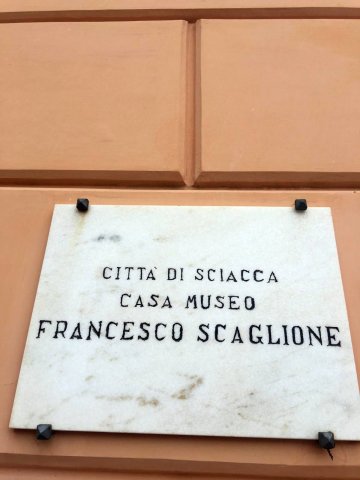 CITTÀ DI SCIACCA
CASA MUSEO
FRANCESCO SCAGLIONE